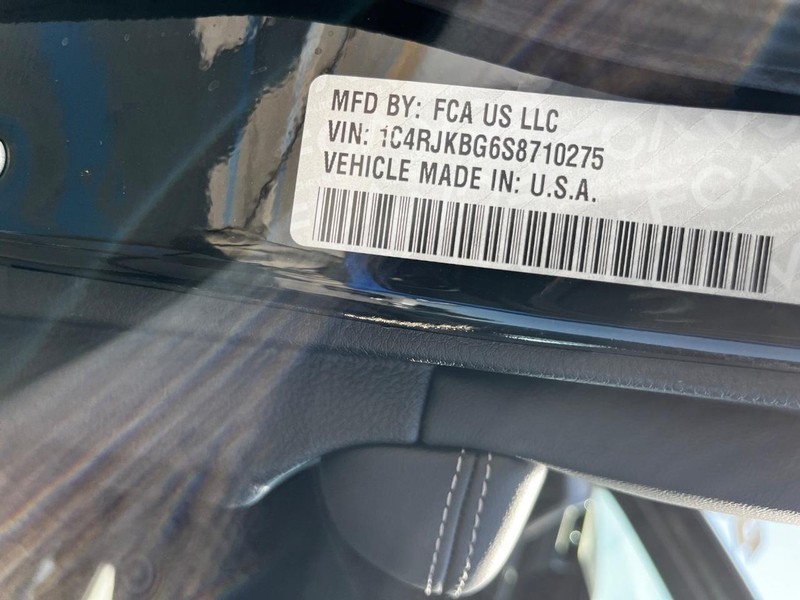 MFD BY: FCA US LLC
VIN: 1C4RJKBG6S8710275
VEHICLE MADE IN: U.S.A.